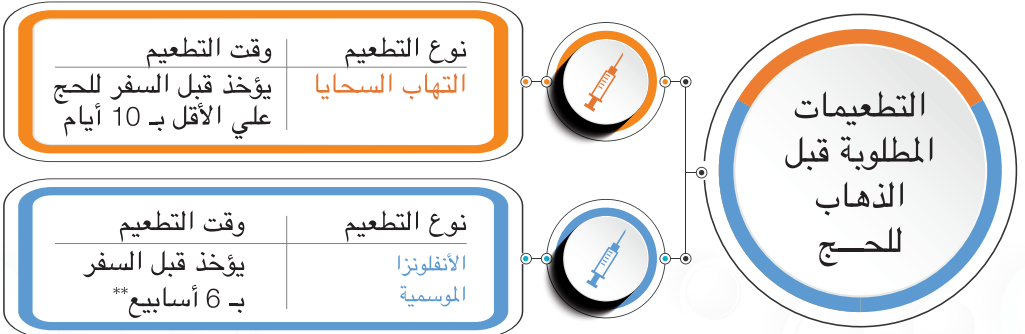 التطعيمات
المطلوبة قبل
الذهاب
للحـــج
نوع التطعيم
وقت التطعيم
التهاب السحايا
يؤخذ قبل السفر للحج
علي الأقل بـ 10 أيام
نوع التطعيم
وقت التطعيم
الأنفلونزا
الموسمية
يؤخذ قبل السفر
بـ 6 أسابيع**